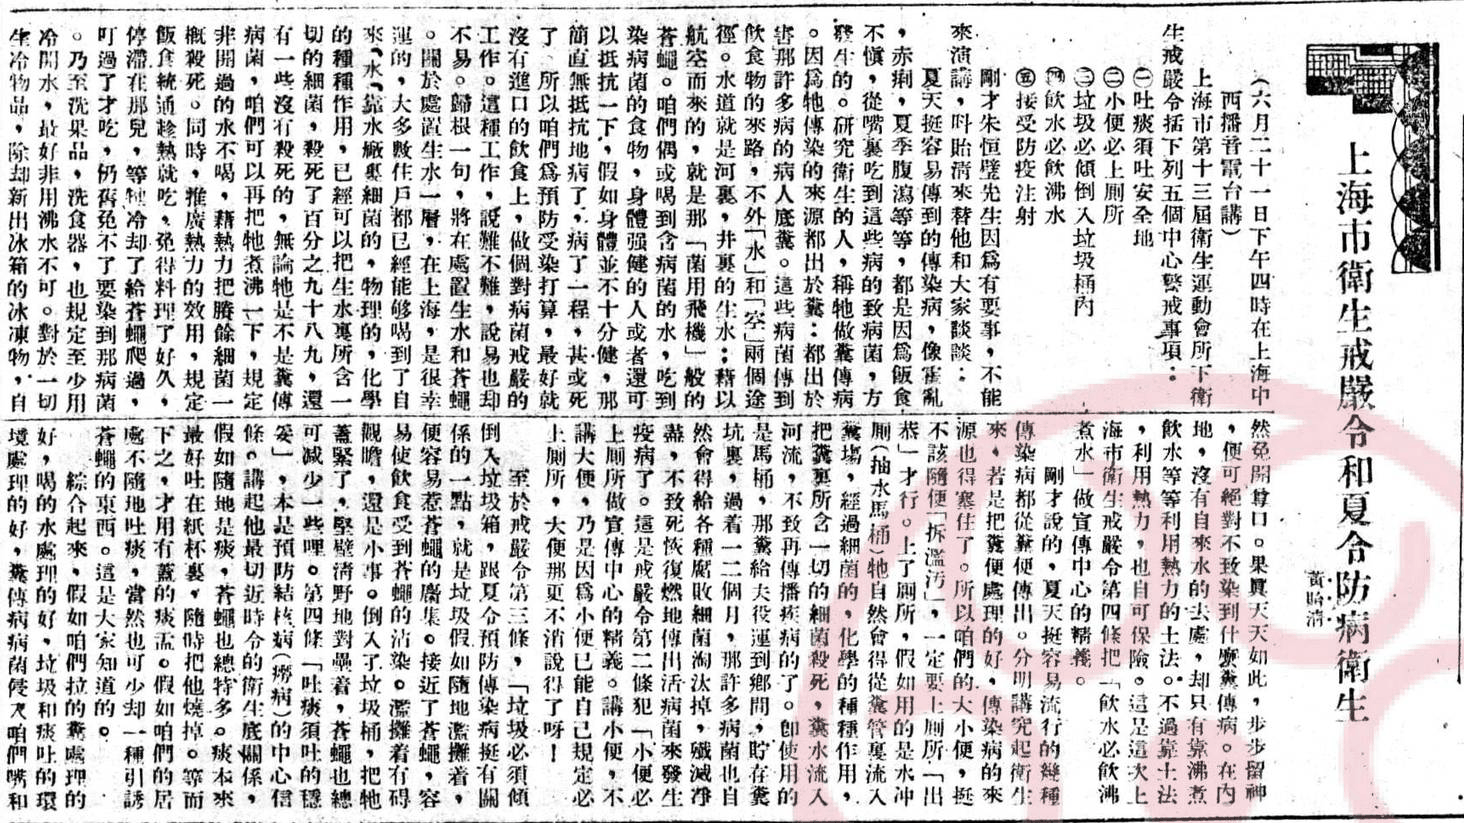 上海市衛生戒嚴令和夏令防病衛生
黃貽清
(六月二十一日下午四時在上海中
西播音電台講)
上海市第十三屆衛生運動會所下衛
生戒嚴令括下列五個中心警戒事項:
㊀吐痰須吐安全地
㊁小便必上厠所
㊂垃圾必傾倒入垃圾桶內
㊃飲水必飲沸水
㊄接受防疫注射
剛才朱恒璧先生因爲有要事,不能
來演講,呌貽清來替他和大家談談:
夏天挺容易傳到的傳染病,像霍亂
,赤痢,夏季腹瀉等等,都是因爲飯食
不愼,從嘴裏吃到這些病的致病菌,方
發生的。研究衛生的人,稱牠做糞傳病
。因爲牠傳染的來源都出於糞:都出於
害那許多病的病人底糞。這些病菌傳到
飲食物的來路,不外「水」和「空」兩個途
徑。水道就是河裏,井裏的生水;藉以
航空而來的,就是那「菌用飛機」般的
蒼蠅。咱們偶或喝到含病菌的水,吃到
染病菌的食物,身體强健的人或者還可
以抵抗一下,假如身體並不十分健,那
簡直無抵抗地病了;病了一程,甚或死
了。所以咱們爲預防受染打算,最好就
沒有進口的飲食上,做個對病菌戒嚴的
工作。這種工作,說難不難,說易也却
不易。歸根一句,將在處置生水和蒼蠅
。關於處置生水一層,在上海,是很幸
運的,大多數住戶都已經能够喝到了自
來「水」靠水廠裏細菌的,物理的,化學
的種種作用,已經可以把生水裏所含一
切的細菌,殺死了百分之九十八九,還
有一些沒有殺死的,無論牠是不是糞傳
病菌,咱們可以再把牠煮沸一下,規定
非開過的水不喝,藉熱力把賸餘細菌一
槪殺死。同時,推廣熱力的效用,規定
飯食統通趁熱就吃,免得料理了好久,
停滯在那兒,等牠冷却了給蒼蠅爬過,
叮過了才吃,仍舊免不了要染到那病菌
。乃至洗果品,洗食器,也規定至少用
冷開水,最好非用沸水不可。對於一切
生冷物品,除却新出冰箱的冰凍物,自
然免開尊口。果眞天天如此,步步留神
,便可絕對不致染到什麼糞傳病。在內
地,沒有自來水的去處,却只有靠沸煮
飲水等等利用熱力的土法。不過靠土法
,利用熱力,也自可保險。這是這次上
海市衛生戒嚴令第四條把「飲水必飲沸
煮水」做宣傳中心的精義。
剛才說的,夏天挺容易流行的幾種
傳染病都從糞便傳出。分明講究起衛生
來,若是把糞便處理的好,傳染病的來
源也得塞住了。所以咱們的大小便,挺
不該隨便「拆濫汚」,一定要上厠所「出
恭」才行。上了厠所,假如用的是水冲
厠(抽水馬桶)牠自然會得從糞管裏流入
糞塲,經過細菌的,化學的種種作用,
把糞裏所含一切的細菌殺死,糞水流入
河流,不致再傳播疾病的了。卽使用的
是馬桶,那糞給夫役運到鄉間,貯在糞
坑裏,過着一二個月,那許多病菌也自
然會得給各種腐敗細菌淘汰掉,殲滅凈
盡,不致死恢復燃地傳出活病菌來發生
疫病了。這是戒嚴令第二條犯「小便必
上厠所做宣傳中心的精義。講小便,不
講大便,乃是因爲小便已能自己規定必
上厠所,大便那更不消說得了呀!
至於戒嚴令第三條,「垃圾必須傾
倒入垃圾箱,跟夏令預防傳染病挺有關
係的一點,就是垃圾假如隨地濫攤着,
便容易惹蒼蠅的麕集。接近了蒼蠅,容
易使飲食受到蒼蠅的沾染。濫攤着有碍
觀瞻,還是小事。倒入了垃圾桶,把牠
蓋緊了,堅壁淸野地對壘着,蒼蠅也總
可減少一些哩。第四條「吐痰須吐的穩
妥」,本是預防結核病(癆病)的中心信
條。講起他最切近時令的衛生底關係,
假如隨地是痰,蒼蠅也總特多。痰本來
最好吐在紙杯裏,隨時把他燒掉。等而
下之,才用有蓋的痰盂。假如咱們的居
處不隨地吐痰,當然也可少却一種引誘
蒼蠅的東西。這是大家知道的。
綜合起來,假如咱們拉的糞處理的
好,喝的水處理的好,垃圾和痰吐的環
境處理的好,糞傳病病菌侵入咱們嘴和